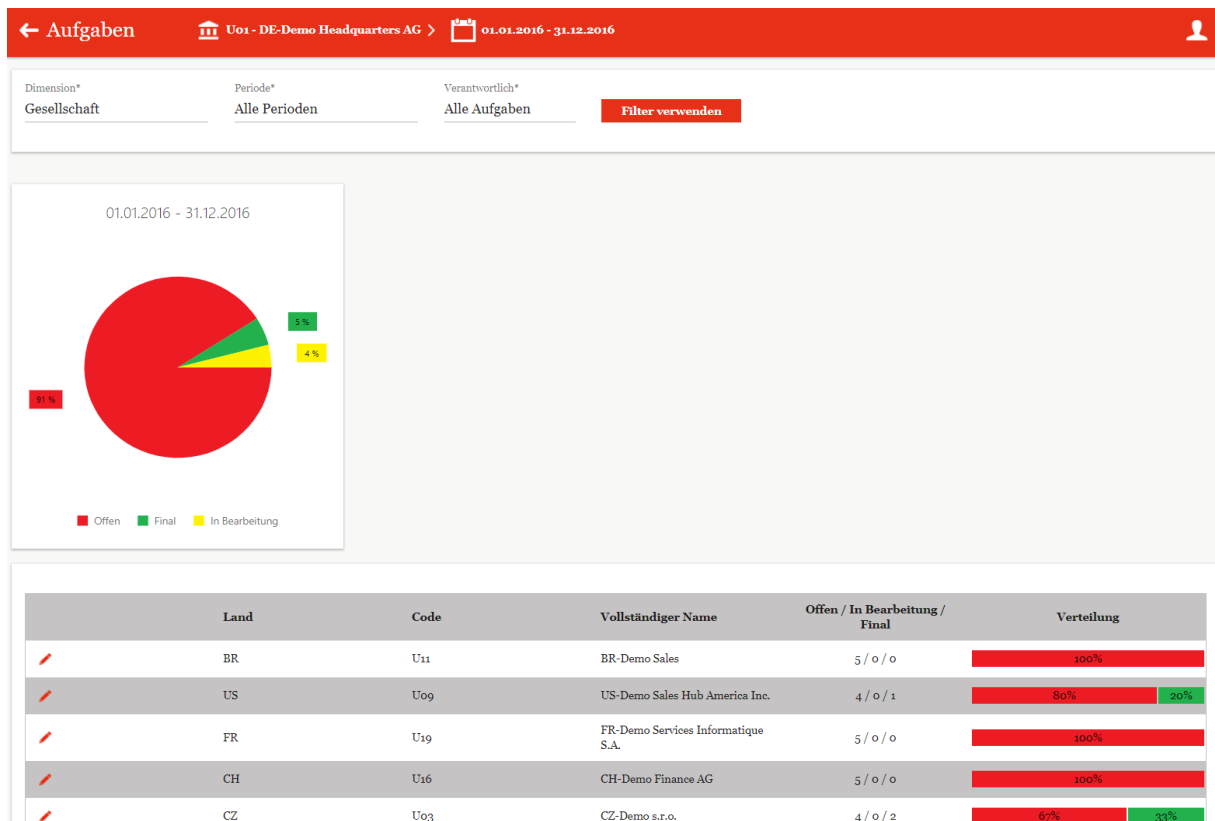 Aufgaben
U01 - DE-Demo Headquarters AG
01.01.2016 - 31.12.2016
Dimension* Periode* Verantwortlich*
Gesellschaft Alle Perioden Alle Aufgaben Filter verwenden
01.01.2016 - 31.12.2016
5 %
4 %
91 %
Offen Final In Bearbeitung
Land Code Vollständiger Name Offen / In Bearbeitung / Final Verteilung
BR U11 BR-Demo Sales 5 / 0 / 0 100%
US U09 US-Demo Sales Hub America Inc. 4 / 0 / 1 80% 20%
FR U19 FR-Demo Services Informatique S.A. 5 / 0 / 0 100%
CH U16 CH-Demo Finance AG 5 / 0 / 0 100%
CZ U03 CZ-Demo s.r.o. 4 / 0 / 2 67% 33%